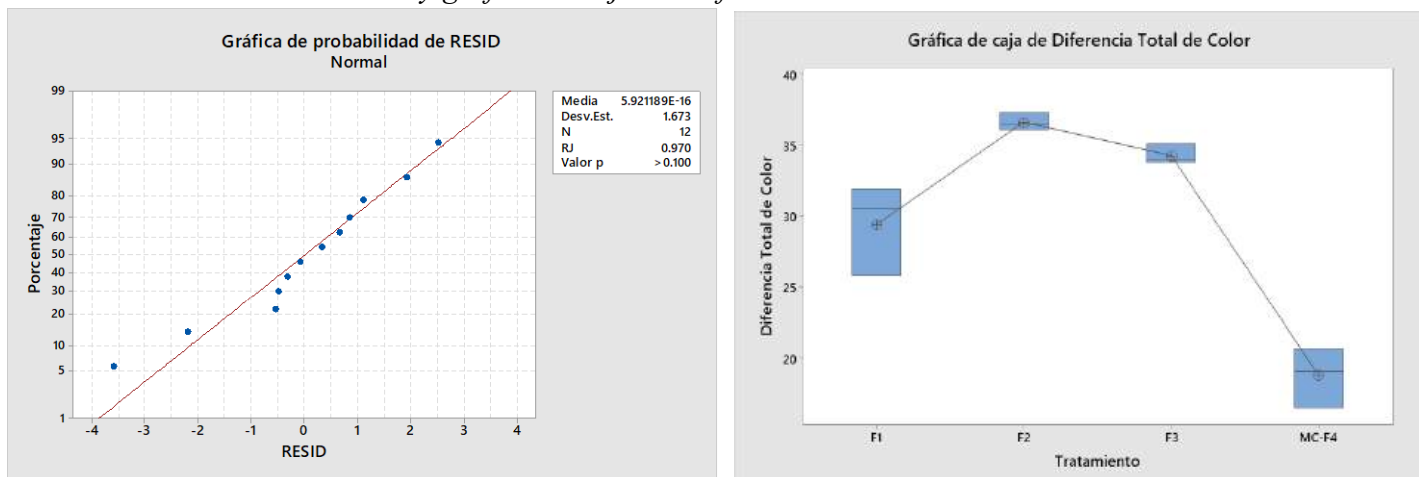 Gráfica de probabilidad de RESID
Normal
99
95
90
80
70
60
50
40
30
20
10
5
1
Porcentaje
-4 -3 -2 -1 0 1 2 3 4
RESID
Media 5.921189E-16
Desv.Est. 1.673
N 12
RJ 0.970
Valor p >0.100
Gráfica de caja de Diferencia Total de Color
40
35
30
25
20
Diferencia Total de Color
F1 F2 F3 MC-F4
Tratamiento